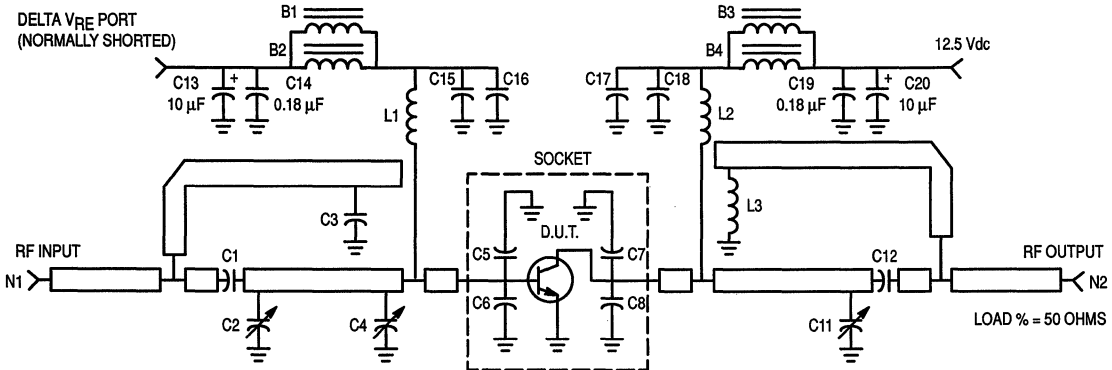 DELTA VRE PORT
(NORMALLY SHORTED)
B1
B2
B3
B4
12.5 Vdc
C13
10 μF
+
C14
0.18 μF
C15
C16
C17
C18
C19
0.18 μF
+
C20
10 μF
L1
L2
SOCKET
L3
C3
D.U.T.
RF INPUT
C1
C5
C7
C12
RF OUTPUT
N1
N2
C2
C4
C6
C8
C11
LOAD % = 50 OHMS